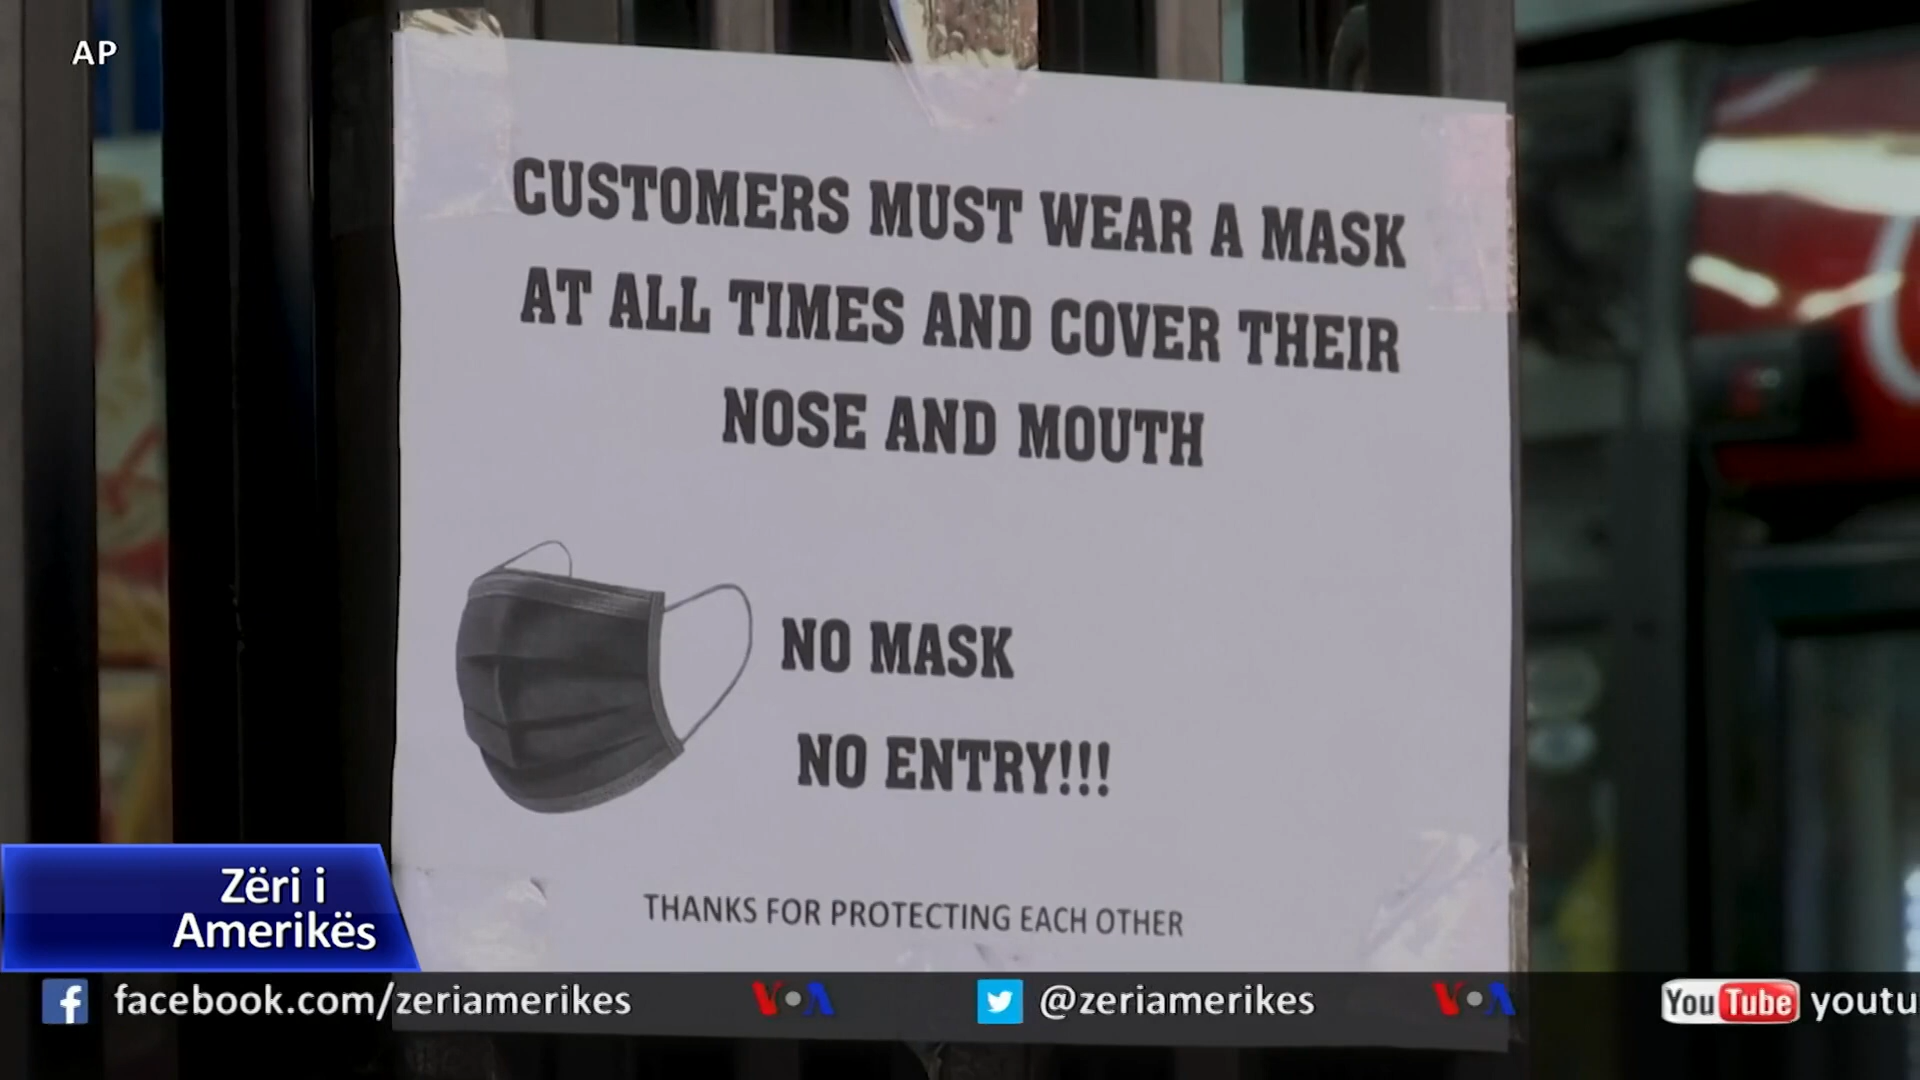 AP
CUSTOMERS MUST WEAR A MASK
AT ALL TIMES AND COVER THEIR
NOSE AND MOUTH
NO MASK
NO ENTRY!!!
THANKS FOR PROTECTING EACH OTHER
Zëri i
Amerikës
facebook.com/zeriamerikes VOA @zeriamerikes VOA YouTube youtu